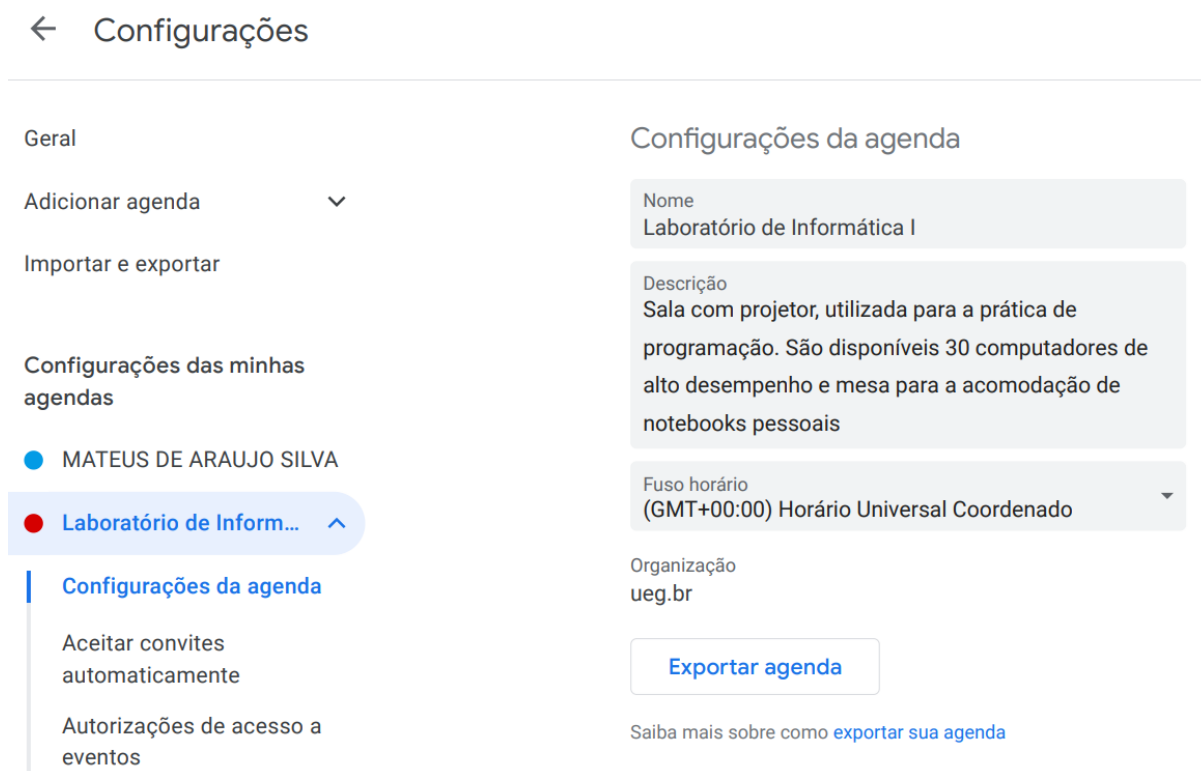 Configurações
Geral
Adicionar agenda
Importar e exportar
Configurações das minhas
agendas
MATEUS DE ARAUJO SILVA
Laboratório de Inform...
Configurações da agenda
Aceitar convites
automaticamente
Autorizações de acesso a
eventos
Configurações da agenda
Nome
Laboratório de Informática I
Descrição
Sala com projetor, utilizada para a prática de
programação. São disponíveis 30 computadores de
alto desempenho e mesa para a acomodação de
notebooks pessoais
Fuso horário
(GMT+00:00) Horário Universal Coordenado
Organização
ueg.br
Exportar agenda
Saiba mais sobre como exportar sua agenda